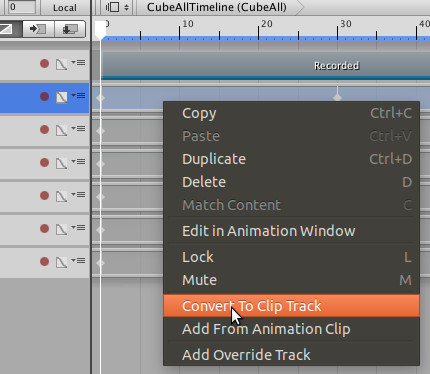 0 Local CubeAllTimeline (CubeAll)
0 10 20 30 40
Recorded
Copy Ctrl+C
Paste Ctrl+V
Duplicate Ctrl+D
Delete D
Match Content C
Edit in Animation Window
Lock L
Mute M
Convert To Clip Track
Add From Animation Clip
Add Override Track